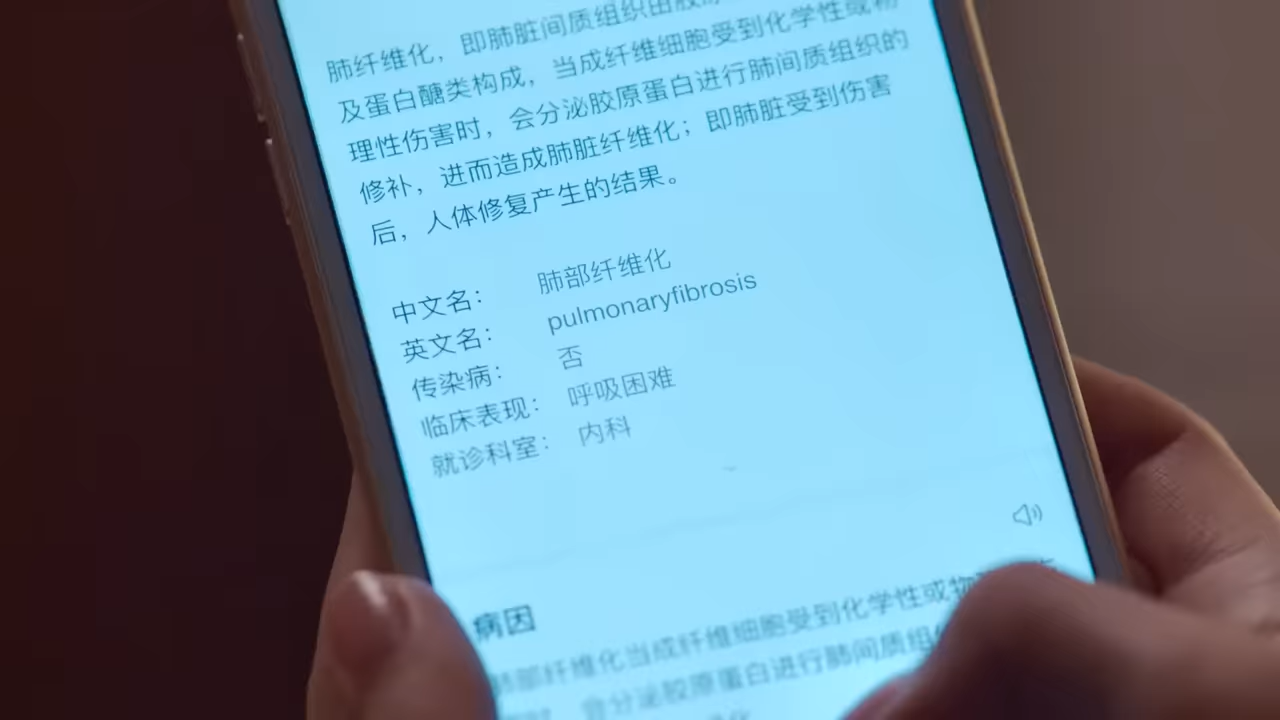 肺纤维化，即肺脏间质组织由胶原
及蛋白醣类构成，当成纤维细胞受到化学性或物
理性伤害时，会分泌胶原蛋白进行肺间质组织的
修补，进而造成肺脏纤维化；即肺脏受到伤害
后，人体修复产生的结果。
中文名： 肺部纤维化
英文名： pulmonaryfibrosis
传染病： 否
临床表现： 呼吸困难
就诊科室： 内科
病因
肺部纤维化当成纤维细胞受到化学性或物
会分泌胶原蛋白进行肺间质组